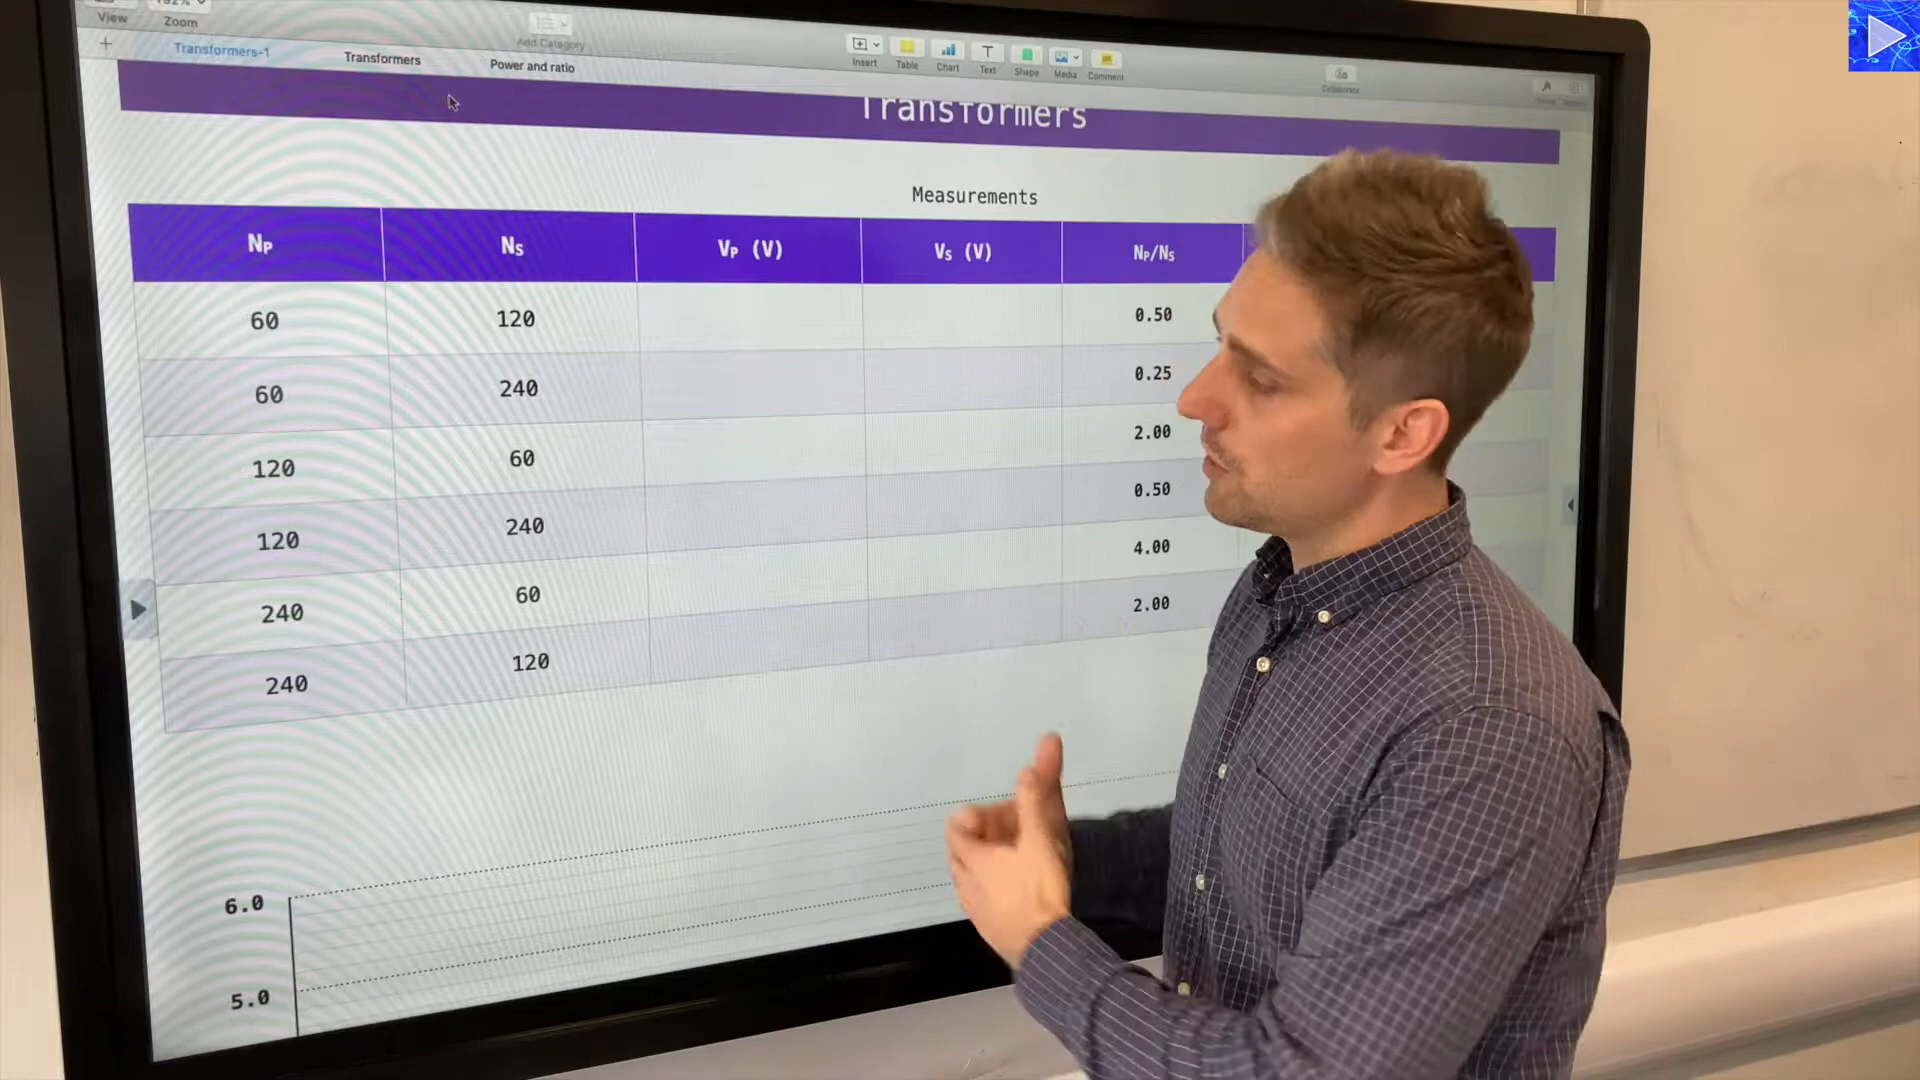 View
Zoom
Add Category
Insert
Table
Chart
Text
Shape
Media
Comment
Collaborate
Transformers-1
Transformers
Power and ratio
Transformers
Measurements
NP NS VP (V) VS (V) NP/NS
60 120 0.50
60 240 0.25
120 60 2.00
120 240 0.50
240 60 4.00
240 120 2.00
6.0
5.0